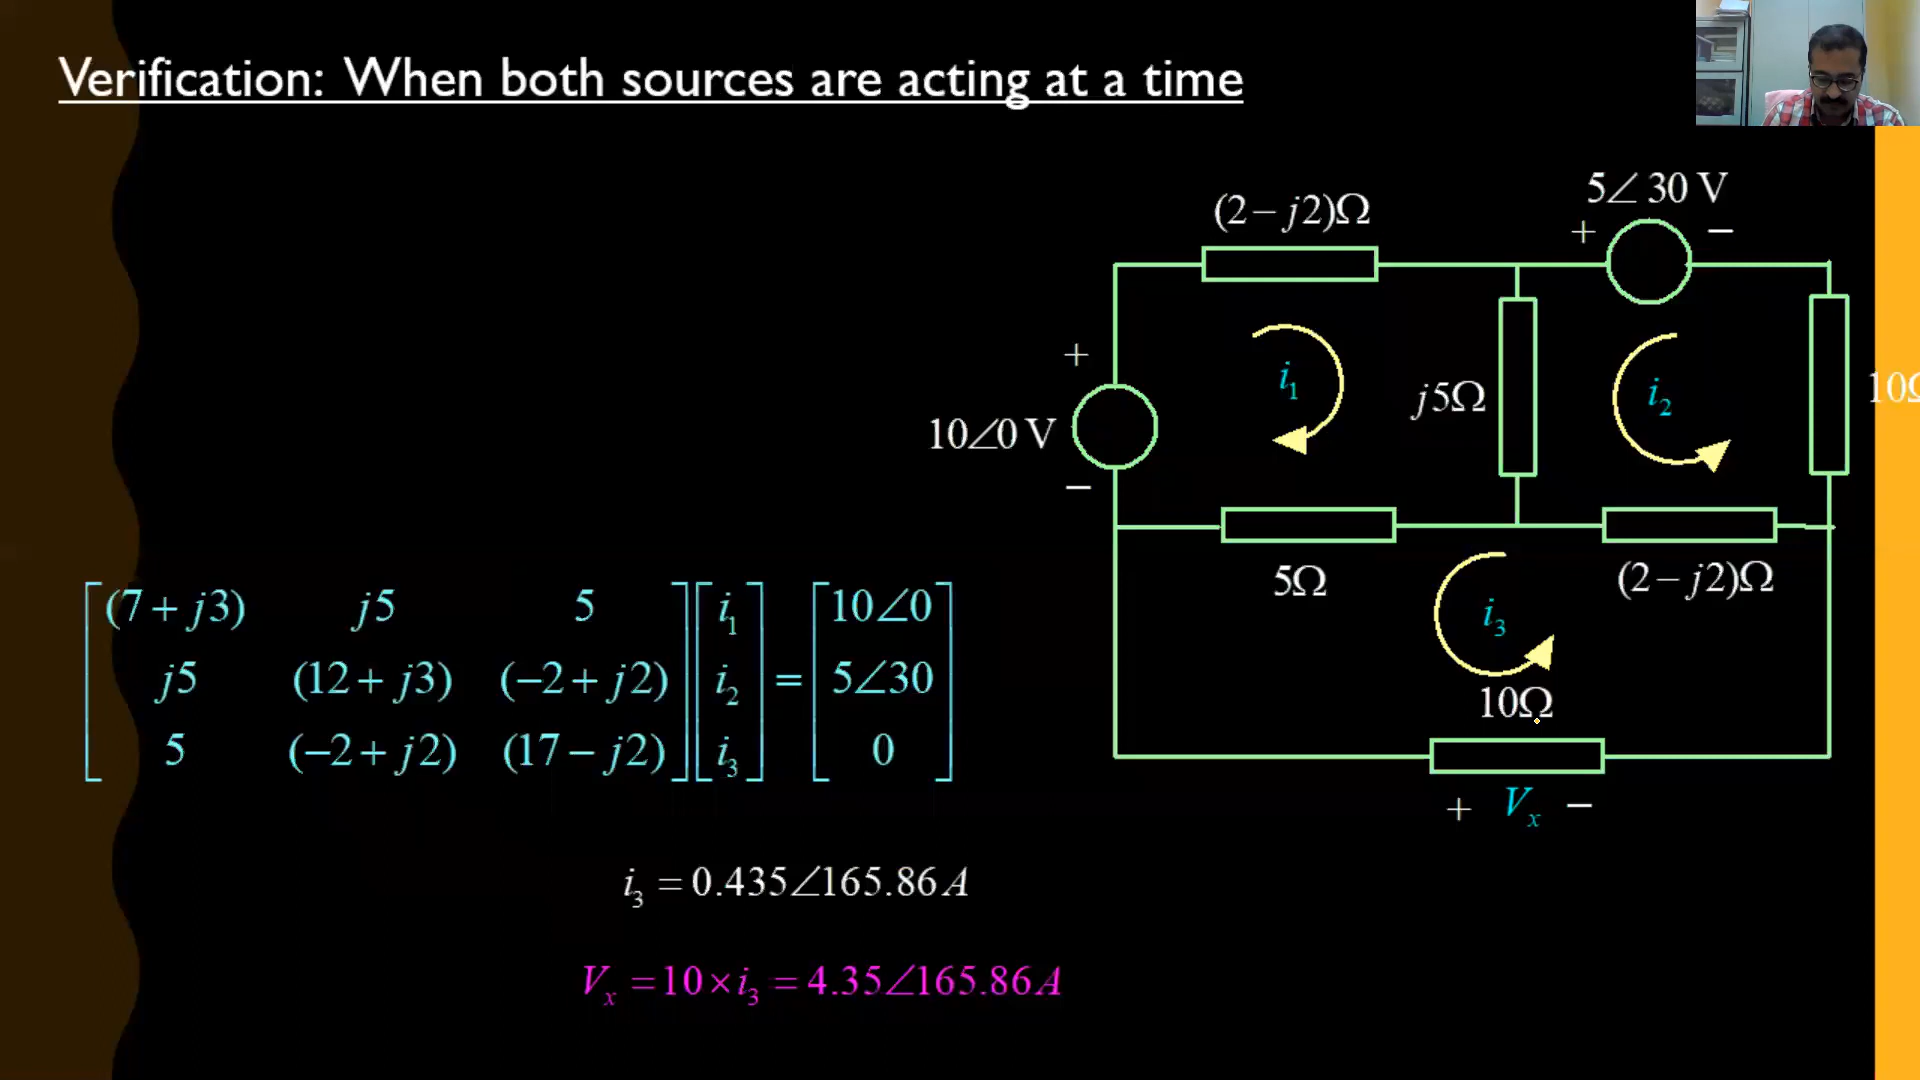 Verification: When both sources are acting at a time
5∠30 V
(2 − j2)Ω
+ −
+
i1
j5Ω
i2
10Ω
10∠0 V
−
5Ω
(2 − j2)Ω
i3
10Ω
+ Vx −
[(7 + j3) j5 5] [i1] [10∠0]
[j5 (12 + j3) (−2 + j2)] [i2] = [5∠30]
[5 (−2 + j2) (17 − j2)] [i3] [0]
i3 = 0.435∠165.86 A
Vx = 10 × i3 = 4.35∠165.86 A